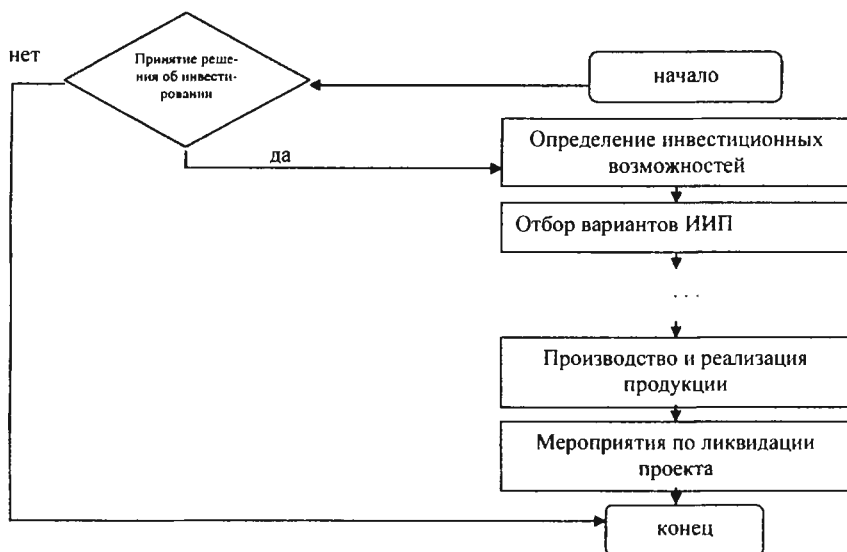 нет
Принятие реше-
ния об инвести-
ровании
начало
да
Определение инвестиционных
возможностей
Отбор вариантов ИИП
...
Производство и реализация
продукции
Мероприятия по ликвидации
проекта
конец